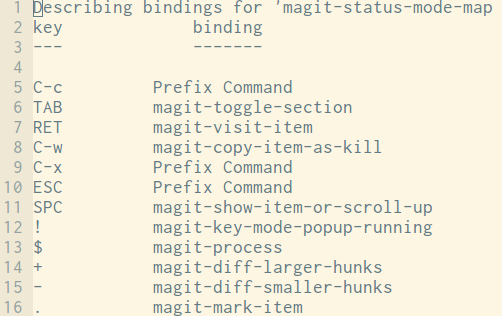 1 Describing bindings for 'magit-status-mode-map
2 key binding
3 --- -------
4
5 C-c Prefix Command
6 TAB magit-toggle-section
7 RET magit-visit-item
8 C-w magit-copy-item-as-kill
9 C-x Prefix Command
10 ESC Prefix Command
11 SPC magit-show-item-or-scroll-up
12 ! magit-key-mode-popup-running
13 $ magit-process
14 + magit-diff-larger-hunks
15 - magit-diff-smaller-hunks
16 . magit-mark-item